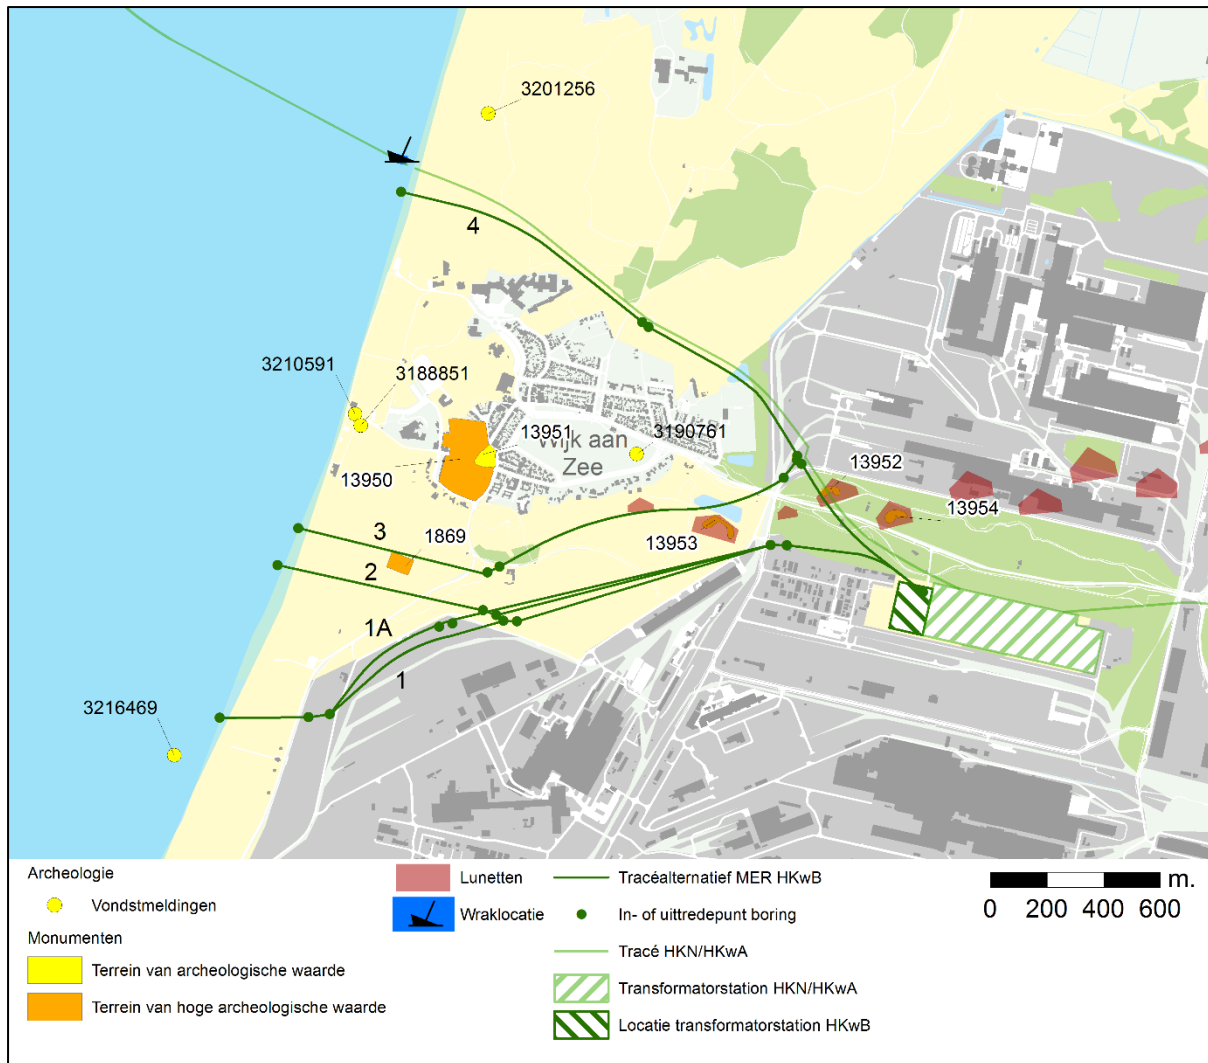 3201256
4
3210591
3188851
13951
Wijk aan
Zee
3190761
13950
13952
13954
13953
1869
3
2
1A
1
3216469
Archeologie
Vondstmeldingen
Monumenten
Terrein van archeologische waarde
Terrein van hoge archeologische waarde
Lunetten
Wraklocatie
Tracéalternatief MER HKwB
In- of uittredepunt boring
Tracé HKN/HKwA
Transformatorstation HKN/HKwA
Locatie transformatorstation HKwB
m.
0 200 400 600